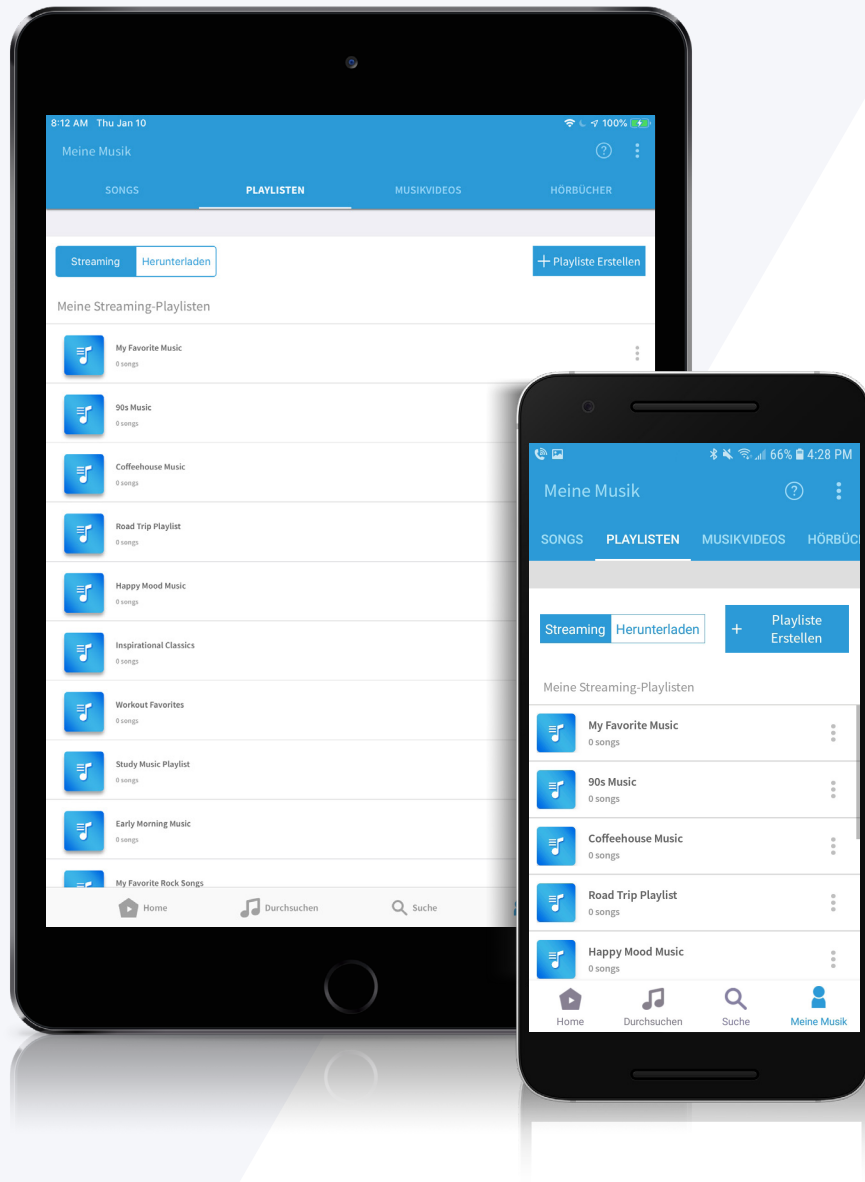 8:12 AM Thu Jan 10
100%
Meine Musik
SONGS PLAYLISTEN MUSIKVIDEOS HÖRBÜCHER
Streaming Herunterladen + Playliste Erstellen
Meine Streaming-Playlisten
My Favorite Music
0 songs
90s Music
0 songs
Coffeehouse Music
0 songs
Road Trip Playlist
0 songs
Happy Mood Music
0 songs
Inspirational Classics
0 songs
Workout Favorites
0 songs
Study Music Playlist
0 songs
Early Morning Music
0 songs
My Favorite Rock Songs
Home Durchsuchen Suche
66% 4:28 PM
Meine Musik
SONGS PLAYLISTEN MUSIKVIDEOS HÖRBÜC
Streaming Herunterladen + Playliste
Erstellen
Meine Streaming-Playlisten
My Favorite Music
0 songs
90s Music
0 songs
Coffeehouse Music
0 songs
Road Trip Playlist
0 songs
Happy Mood Music
0 songs
Home Durchsuchen Suche Meine Musik